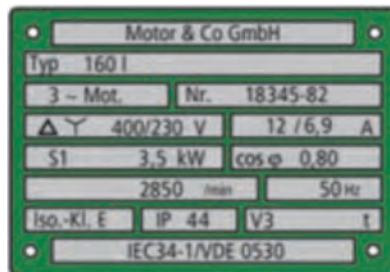 Motor & Co GmbH
Typ 160 l
3 ~ Mot. Nr. 18345-82
Δ Y 400/230 V 12 / 6,9 A
S1 3,5 kW cos φ 0,80
2850 /min 50 Hz
Iso.-Kl. E IP 44 V3 t
IEC34-1/VDE 0530